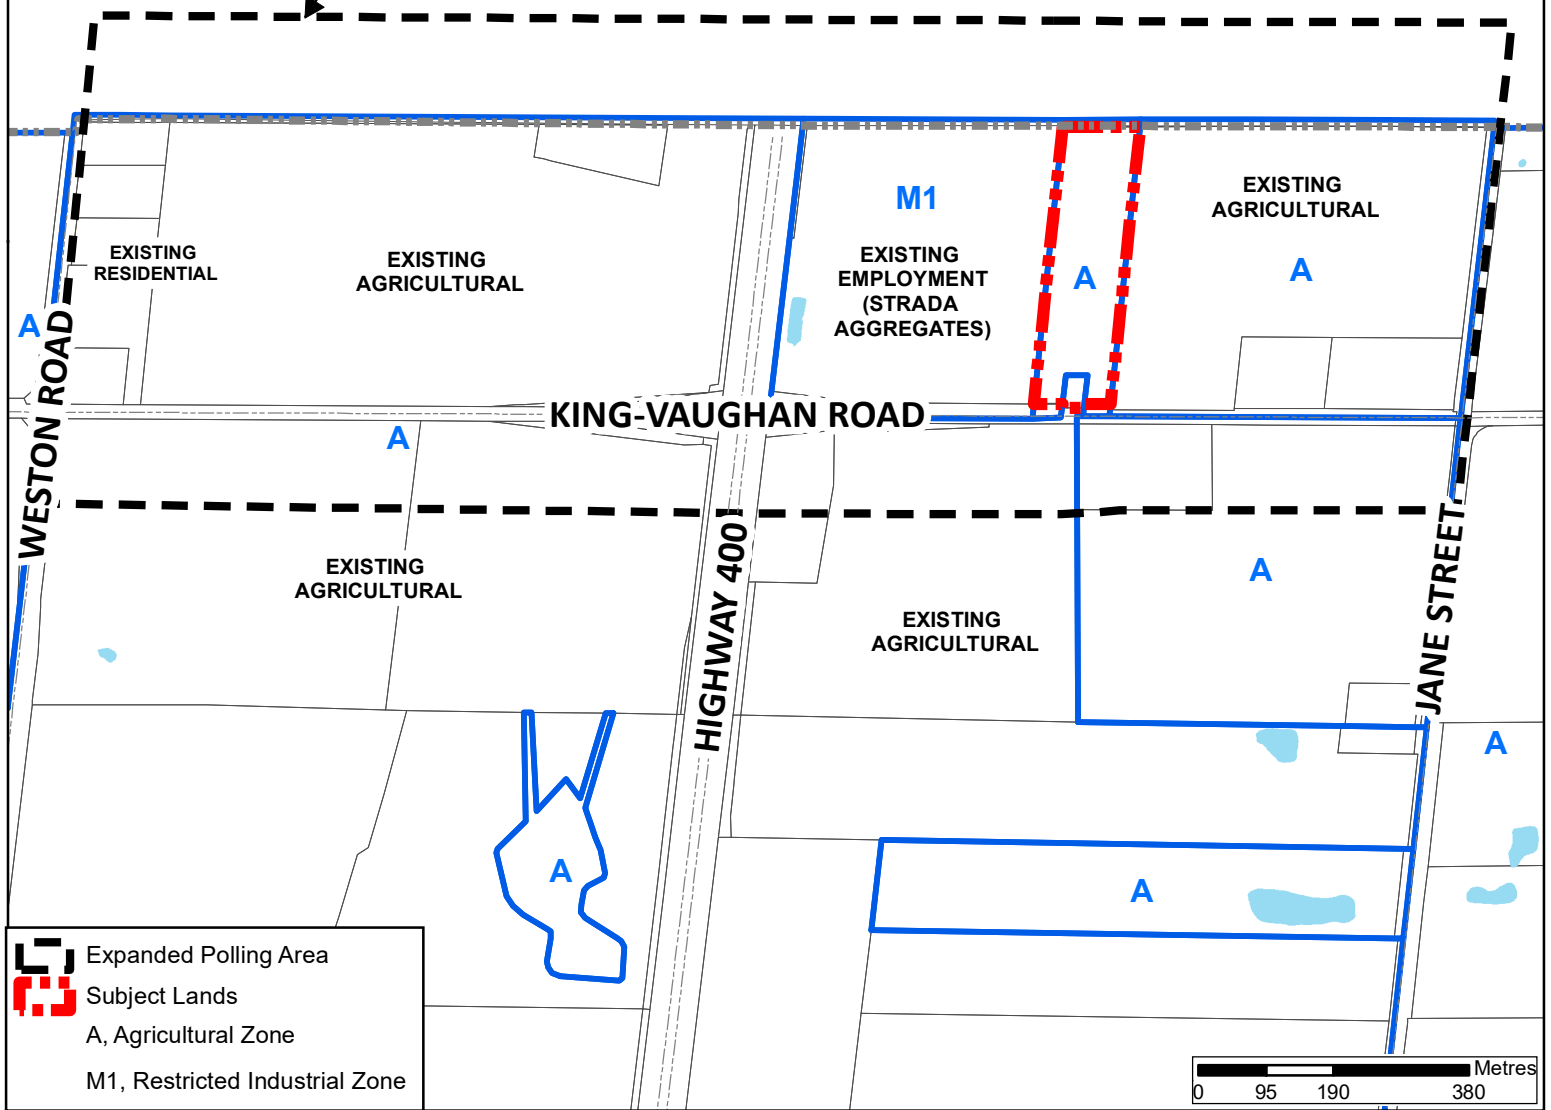 M1
EXISTING
AGRICULTURAL
EXISTING
RESIDENTIAL
EXISTING
AGRICULTURAL
EXISTING
EMPLOYMENT
(STRADA
AGGREGATES)
A
A
A
WESTON ROAD
KING-VAUGHAN ROAD
A
HIGHWAY 400
JANE STREET
EXISTING
AGRICULTURAL
A
EXISTING
AGRICULTURAL
A
A
A
Expanded Polling Area
Subject Lands
A, Agricultural Zone
M1, Restricted Industrial Zone
Metres
0 95 190 380